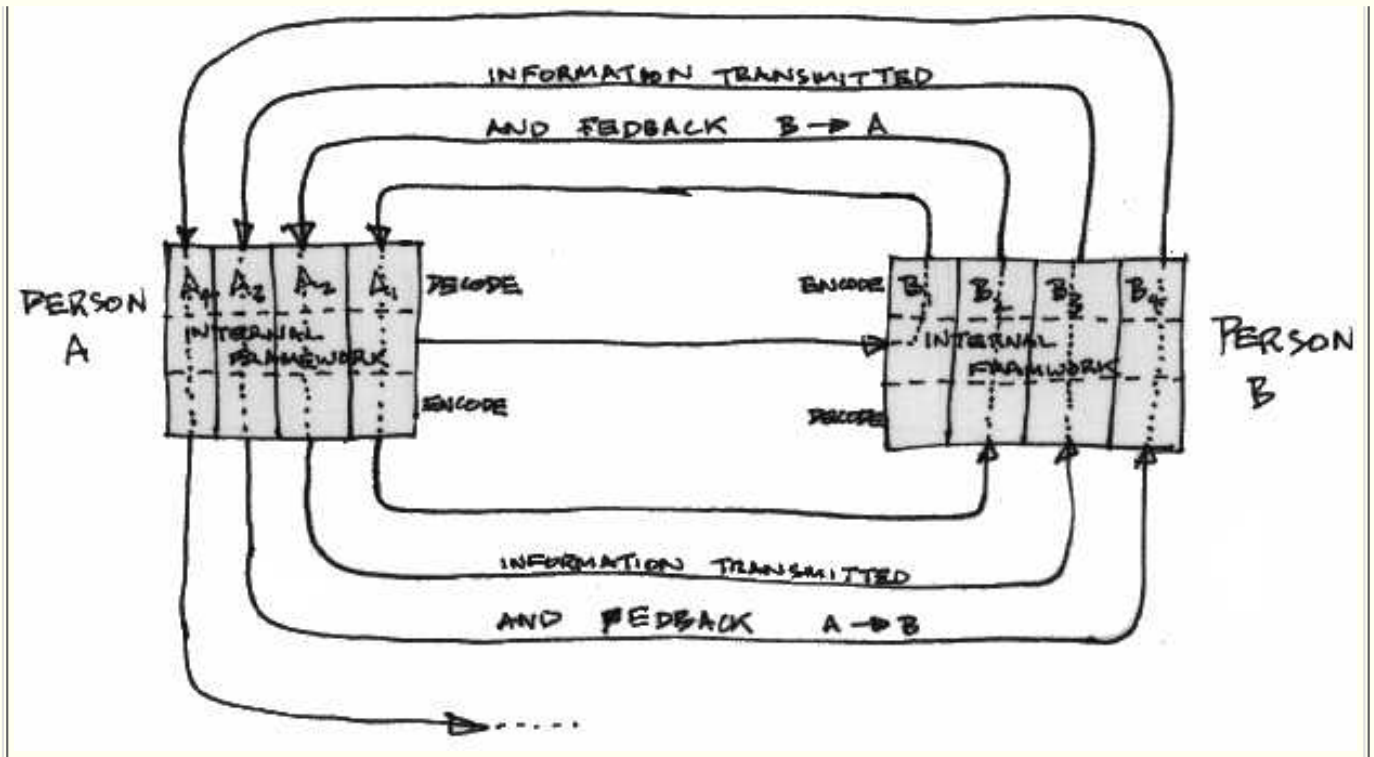 INFORMATION TRANSMITTED
AND FEDBACK B → A
A4 A3 A2 A1
DECODE
ENCODE
B1 B2 B3 B4
PERSON
A
INTERNAL
FRAMEWORK
INTERNAL
FRAMWORK
PERSON
B
ENCODE
DECODE
INFORMATION TRANSMITTED
AND FEDBACK A → B